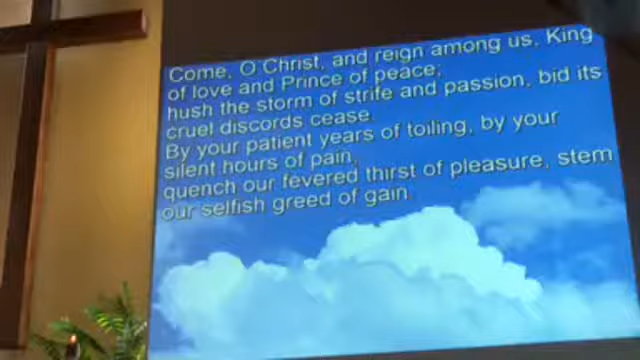 Come, O Christ, and reign among us, King
of love and Prince of peace;
hush the storm of strife and passion, bid its
cruel discords cease.
By your patient years of toiling, by your
silent hours of pain,
quench our fevered thirst of pleasure, stem
our selfish greed of gain.